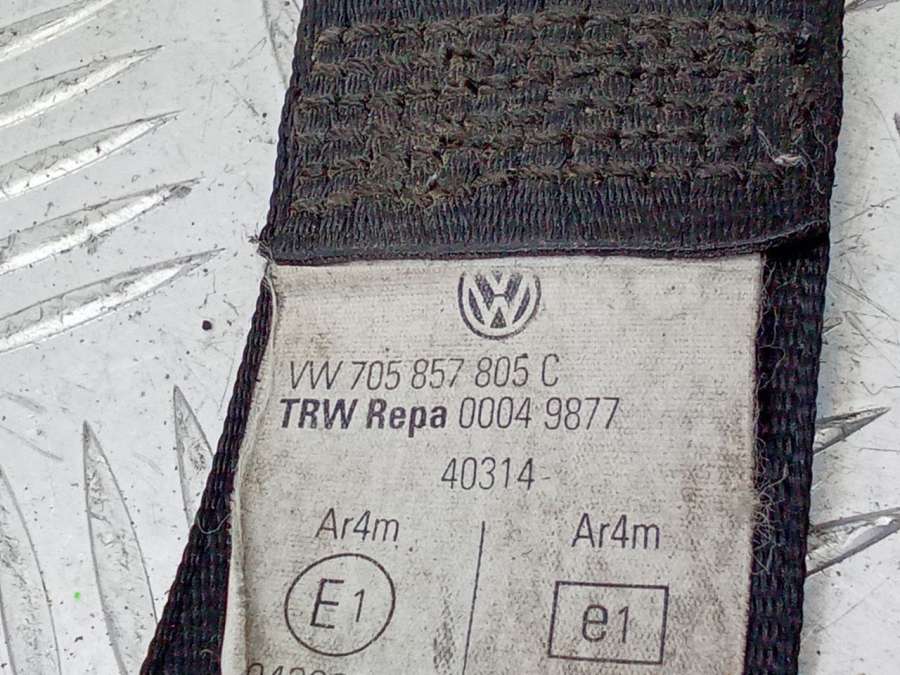 VW 705 857 805 C
TRW Repa 0004 9877
40314
Ar4m Ar4m
E1 e1